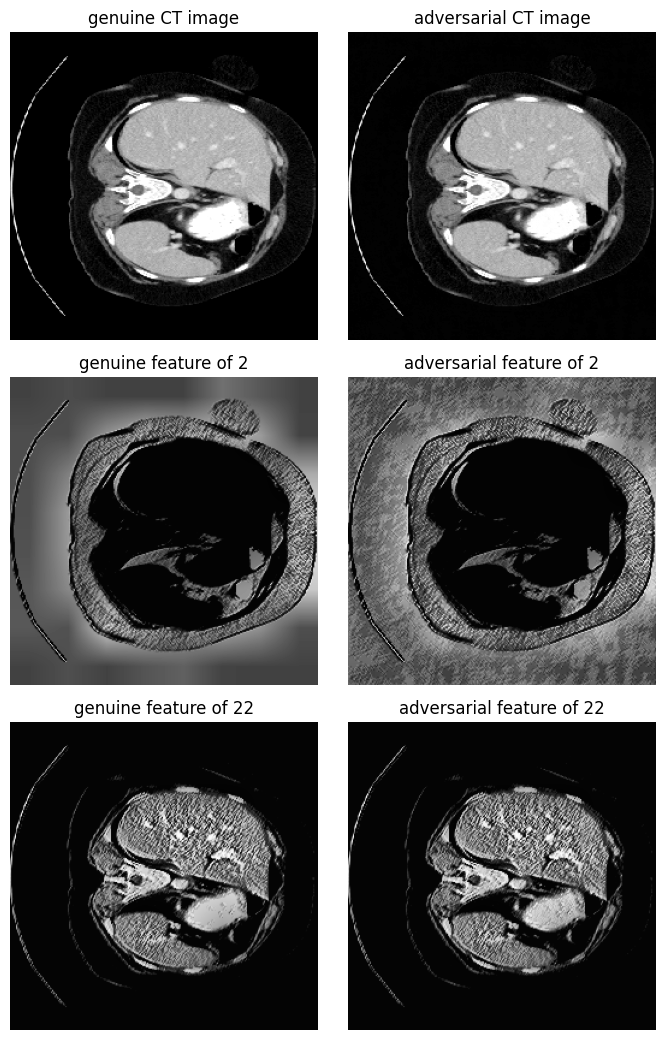 genuine CT image
adversarial CT image
genuine feature of 2
adversarial feature of 2
genuine feature of 22
adversarial feature of 22